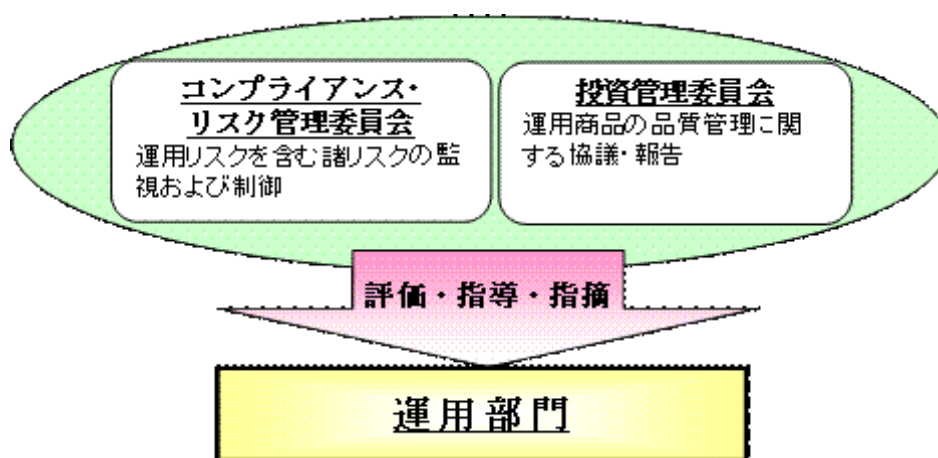 コンプライアンス・
リスク管理委員会
運用リスクを含む諸リスクの監
視および制御
投資管理委員会
運用商品の品質管理に関
する協議・報告
評価・指導・指摘
運用部門